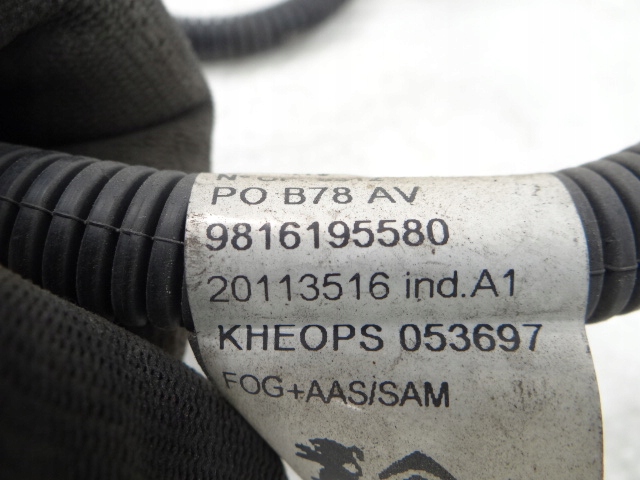 PO B78 AV
9816195580
20113516 ind.A1
KHEOPS 053697
FOG+AAS/SAM